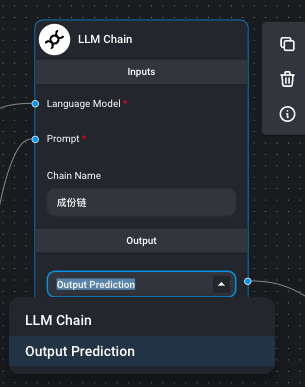 LLM Chain
Inputs
Language Model *
Prompt *
Chain Name
成份链
Output
Output Prediction
LLM Chain
Output Prediction